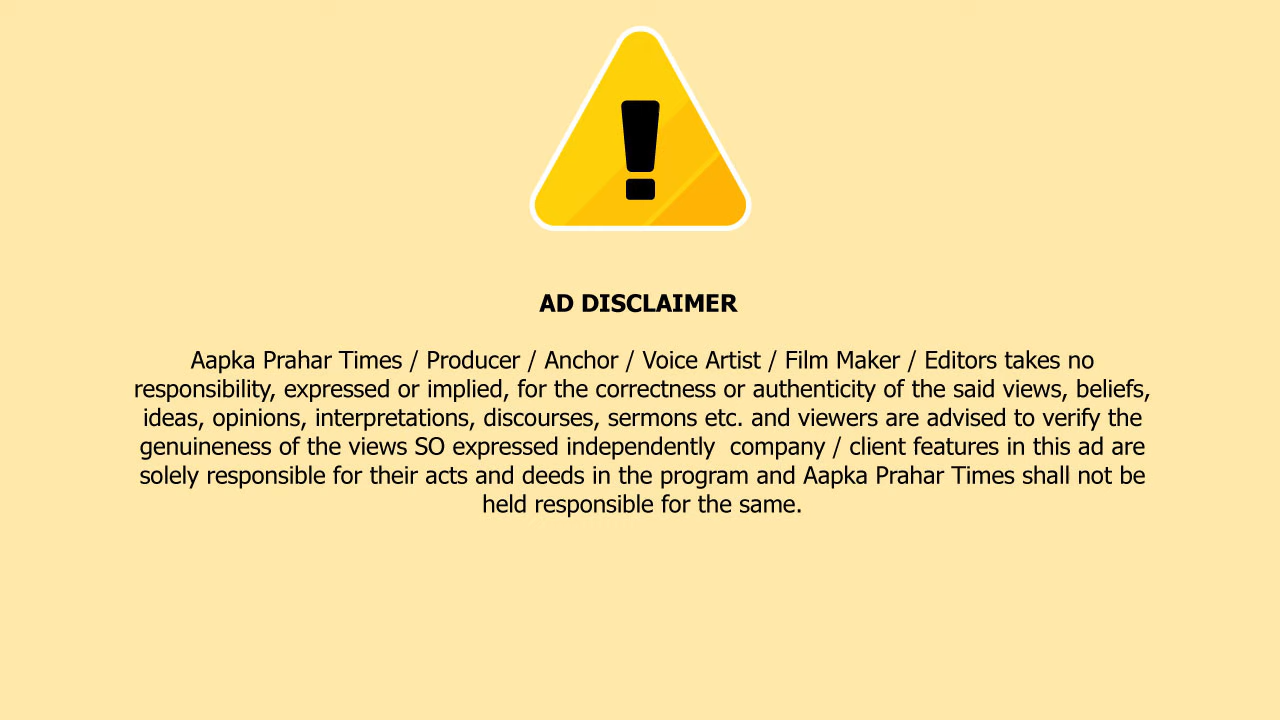 AD DISCLAIMER
Aapka Prahar Times / Producer / Anchor / Voice Artist / Film Maker / Editors takes no
responsibility, expressed or implied, for the correctness or authenticity of the said views, beliefs,
ideas, opinions, interpretations, discourses, sermons etc. and viewers are advised to verify the
genuineness of the views SO expressed independently  company / client features in this ad are
solely responsible for their acts and deeds in the program and Aapka Prahar Times shall not be
held responsible for the same.